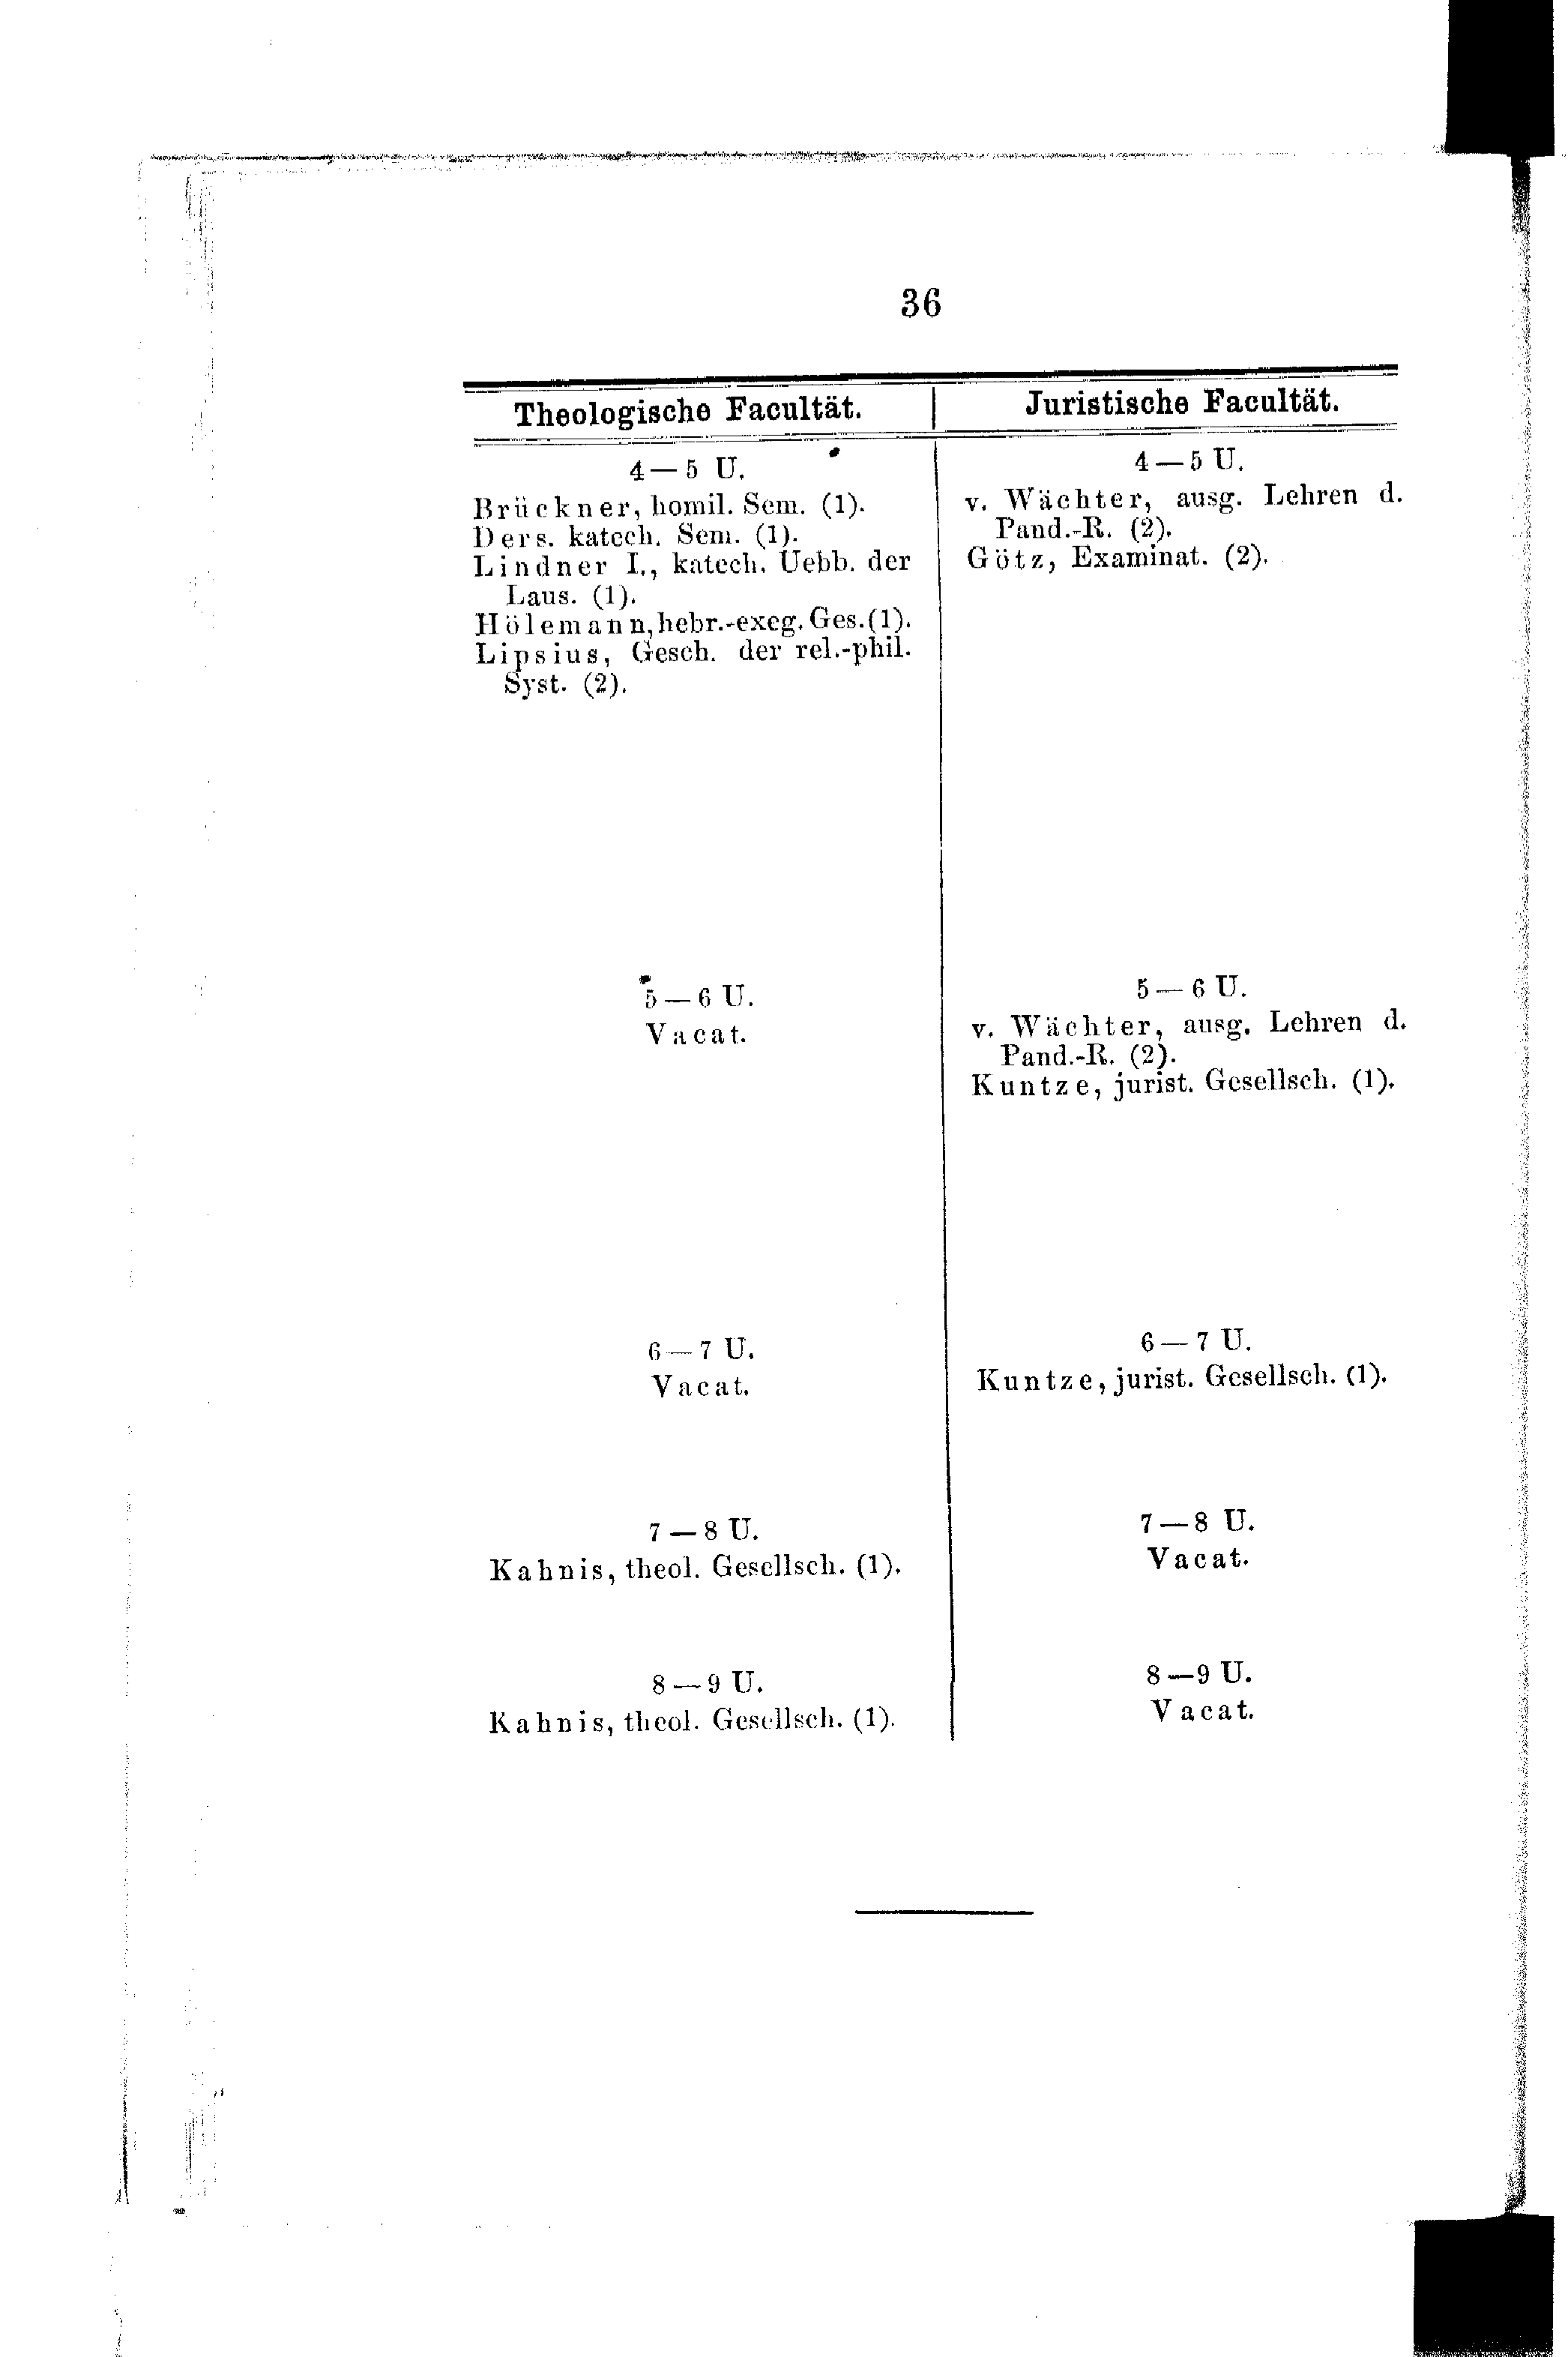 36
Theologische Facultät.
4—5 U.
Brückner, homil. Sem. (1).
Ders. katech. Sem. (1).
Lindner I., katech. Uebb. der
Laus. (1).
Hölemann, hebr.-exeg. Ges. (1).
Lipsius, Gesch. der rel.-phil.
Syst. (2).
5—6 U.
Vacat.
6—7 U.
Vacat.
7—8 U.
Kahnis, theol. Gesellsch. (1).
8—9 U.
Kahnis, theol. Gesellsch. (1).
Juristische Facultät.
4—5 U.
v. Wächter, ausg. Lehren d.
Pand.-R. (2).
Götz, Examinat. (2).
5—6 U.
v. Wächter, ausg. Lehren d.
Pand.-R. (2).
Kuntze, jurist. Gesellsch. (1).
6—7 U.
Kuntze, jurist. Gesellsch. (1).
7—8 U.
Vacat.
8—9 U.
Vacat.